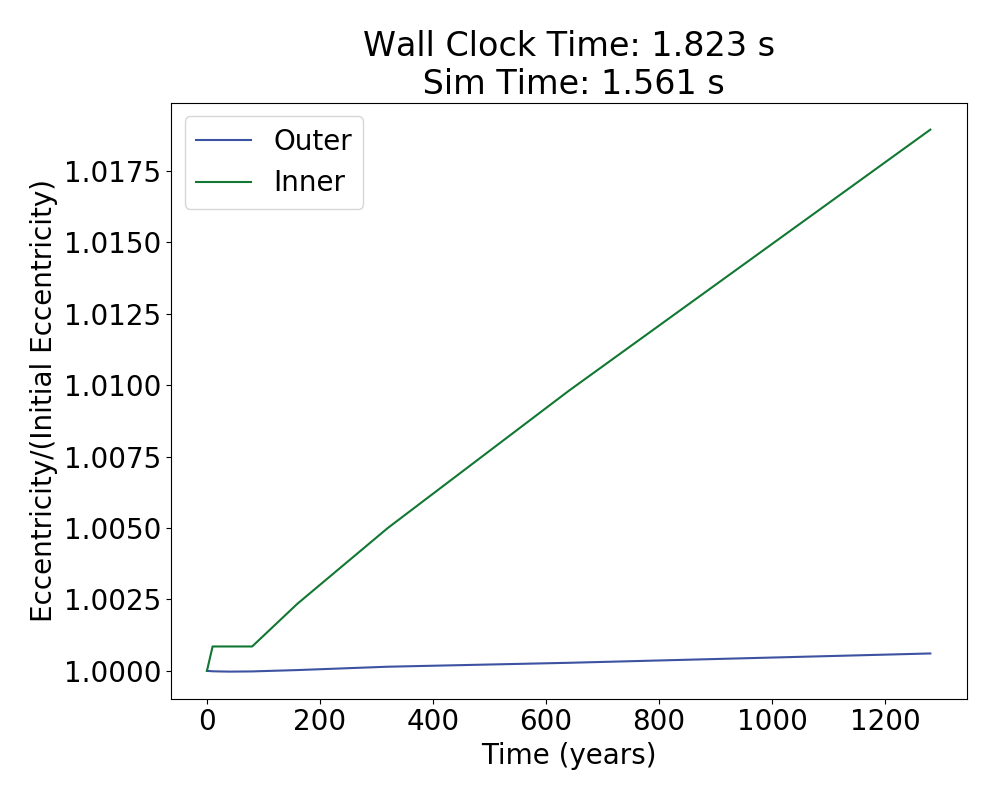 Wall Clock Time: 1.823 s
Sim Time: 1.561 s
Outer
Inner
Eccentricity/(Initial Eccentricity)
1.0175
1.0150
1.0125
1.0100
1.0075
1.0050
1.0025
1.0000
0 200 400 600 800 1000 1200
Time (years)